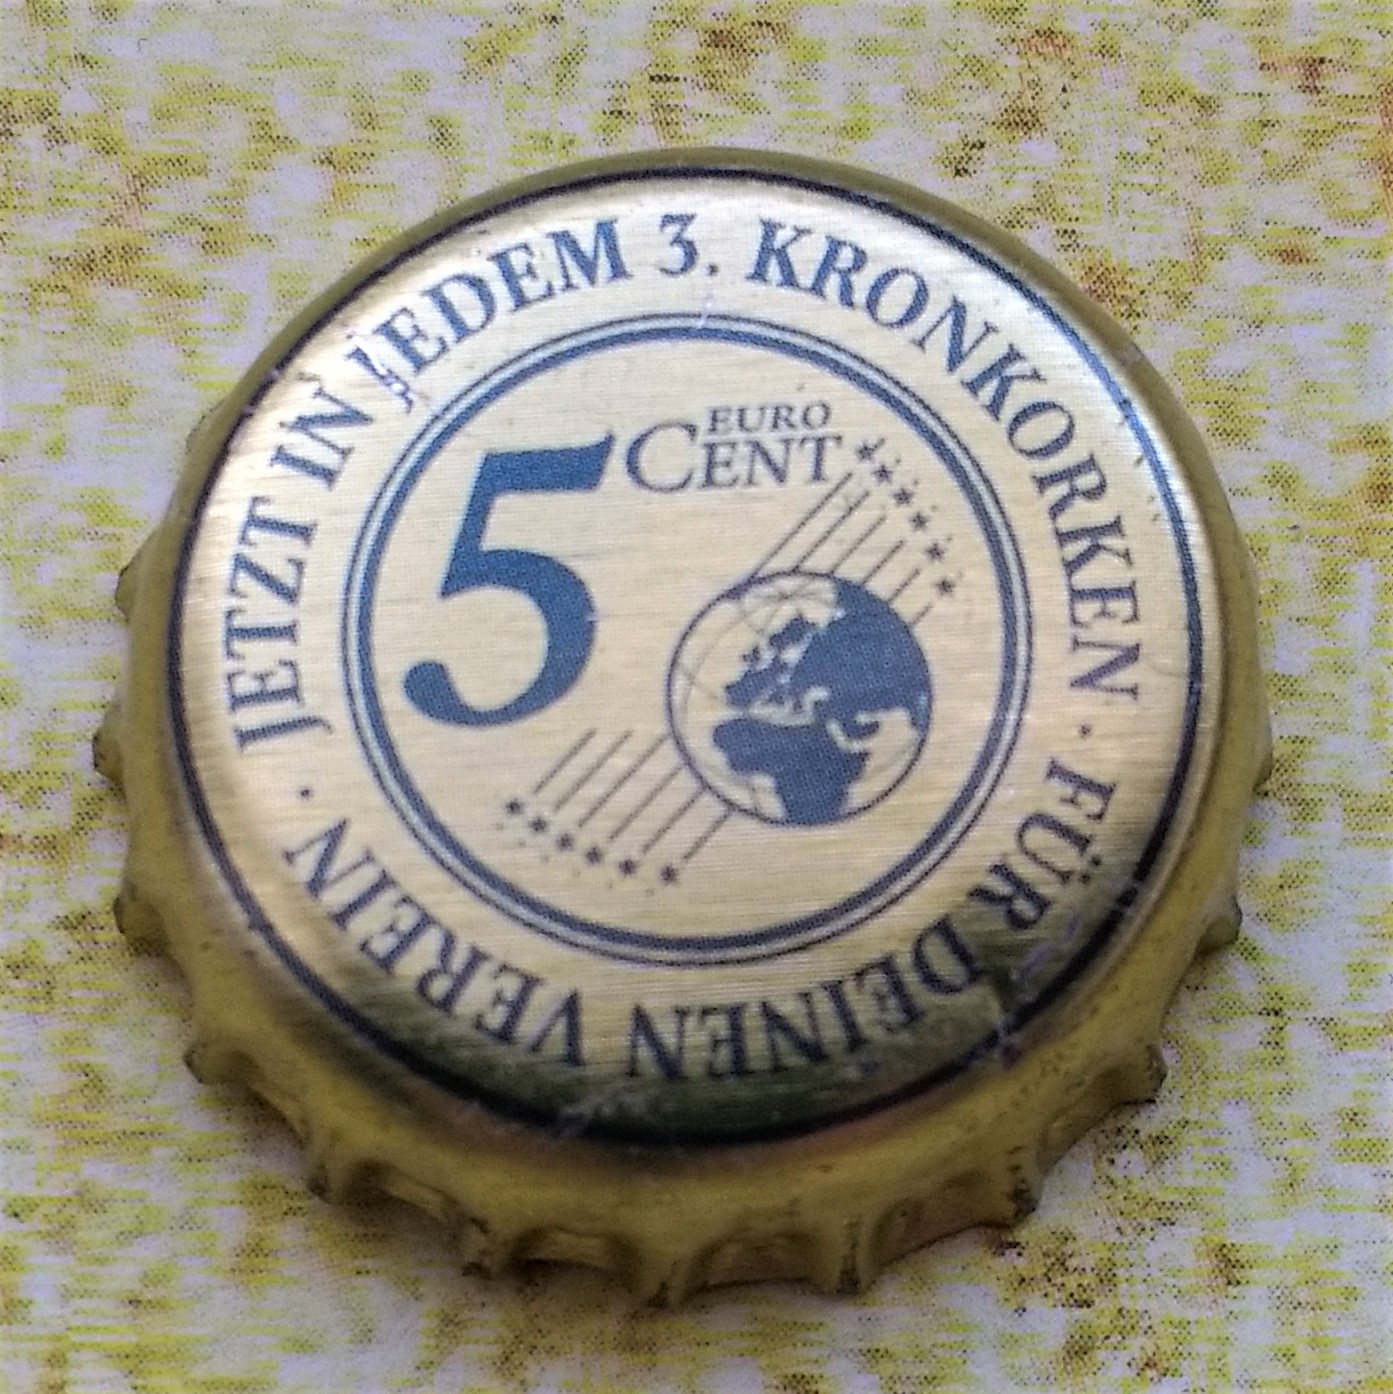 JETZT IN JEDEM 3. KRONKORKEN · FÜR DEINEN VEREIN ·
5 EURO CENT